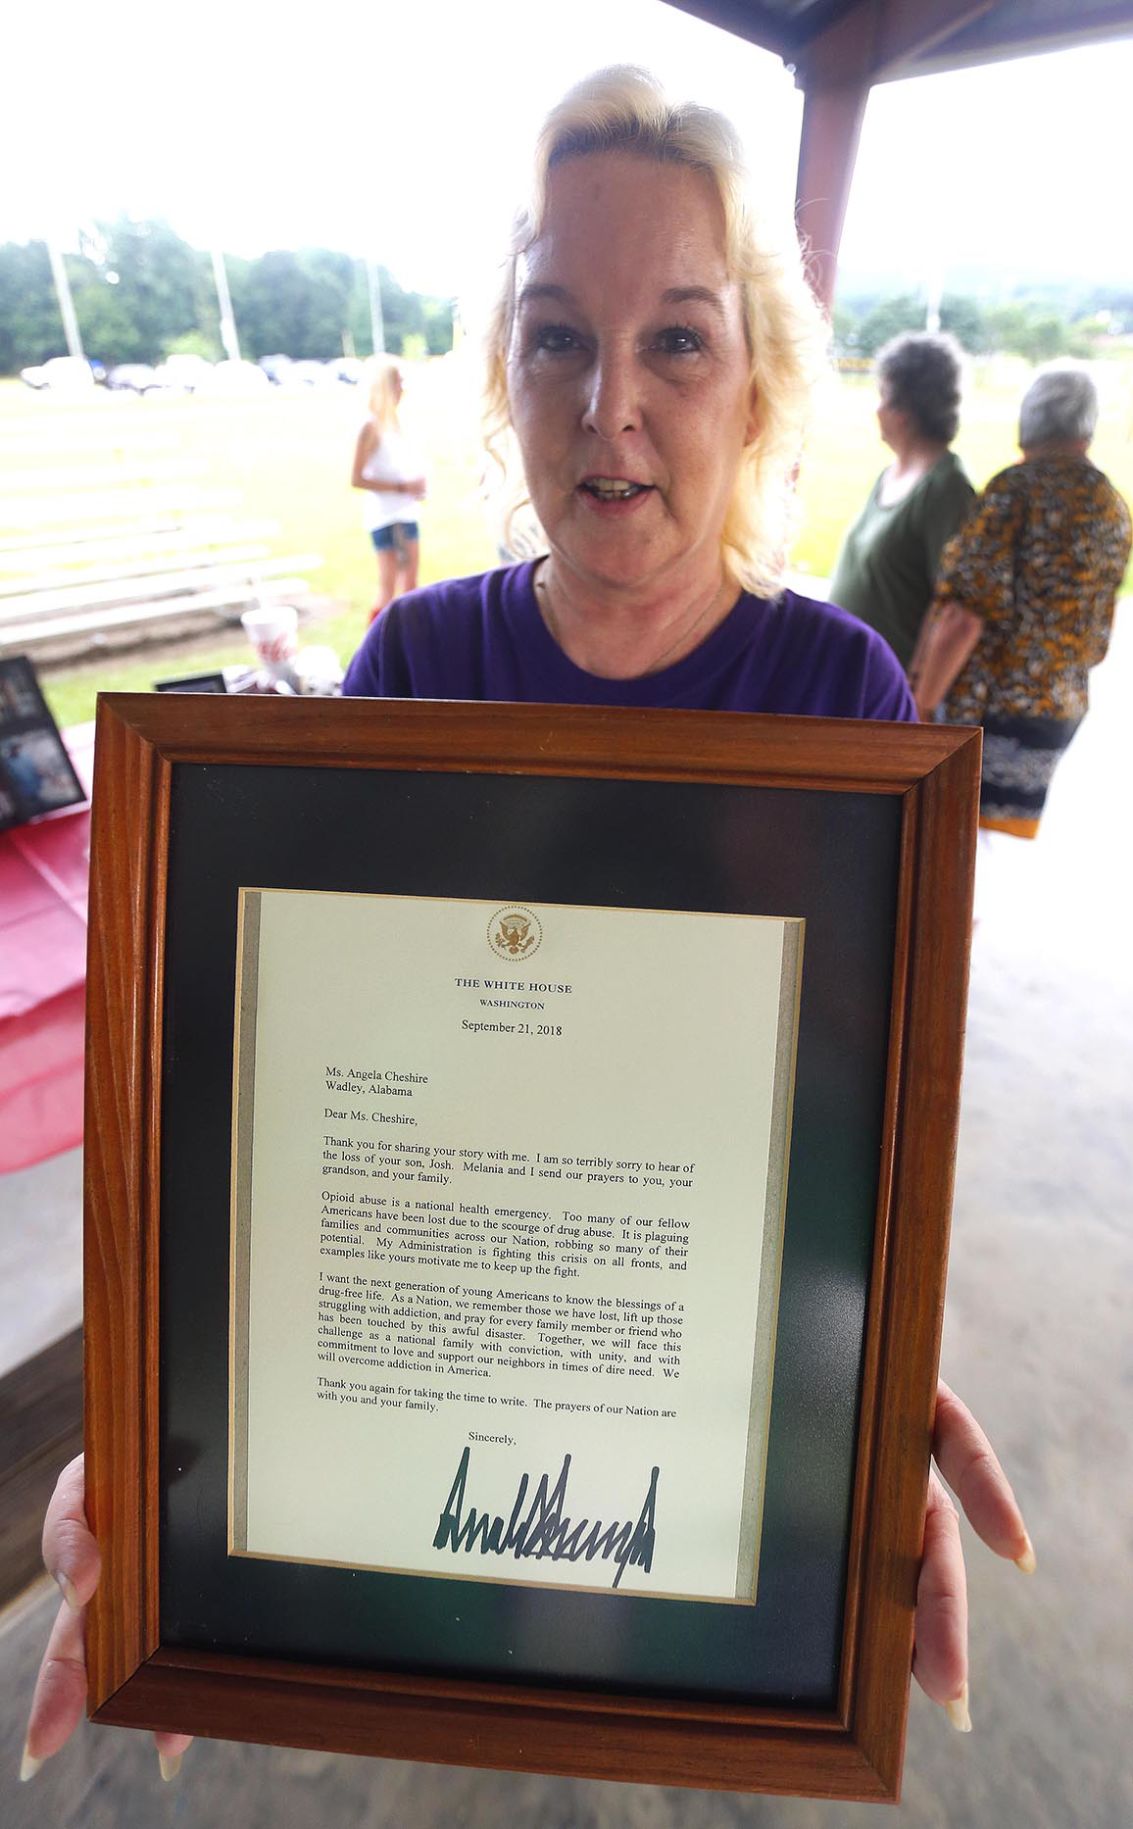 THE WHITE HOUSE
WASHINGTON
September 21, 2018
Ms. Angela Cheshire
Wadley, Alabama
Dear Ms. Cheshire,
Thank you for sharing your story with me. I am so terribly sorry to hear of
the loss of your son, Josh. Melania and I send our prayers to you, your
grandson, and your family.
Opioid abuse is a national health emergency. Too many of our fellow
Americans have been lost due to the scourge of drug abuse. It is plaguing
families and communities across our Nation, robbing so many of their
potential. My Administration is fighting this crisis on all fronts, and
examples like yours motivate me to keep up the fight.
I want the next generation of young Americans to know the blessings of a
drug-free life. As a Nation, we remember those we have lost, lift up those
struggling with addiction, and pray for every family member or friend who
has been touched by this awful disaster. Together, we will face this
challenge as a national family with conviction, with unity, and with
commitment to love and support our neighbors in times of dire need. We
will overcome addiction in America.
Thank you again for taking the time to write. The prayers of our Nation are
with you and your family.
Sincerely,
Donald Trump